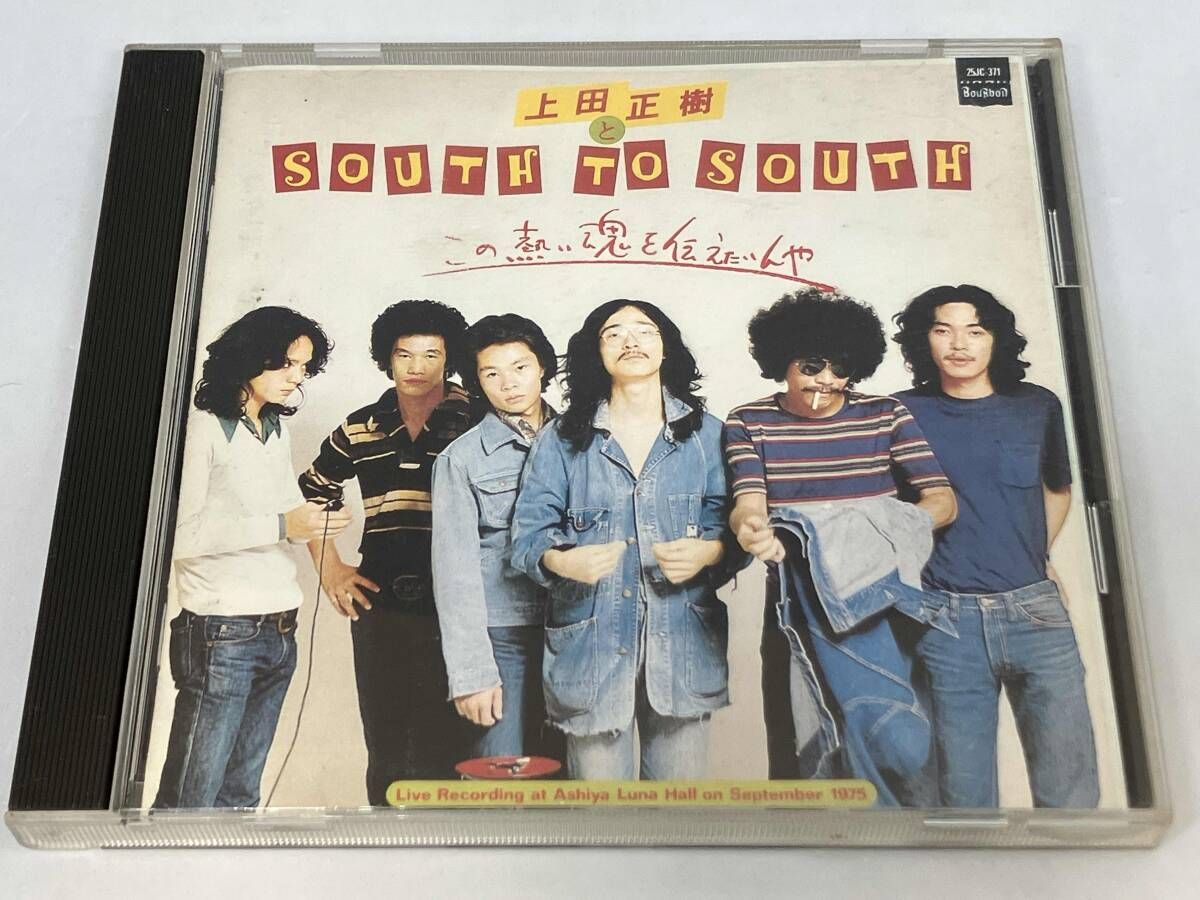 25JC-371
Bourbon
上田正樹
と
SOUTH TO SOUTH
この熱い魂を伝えたいんや
Live Recording at Ashiya Luna Hall on September 1975